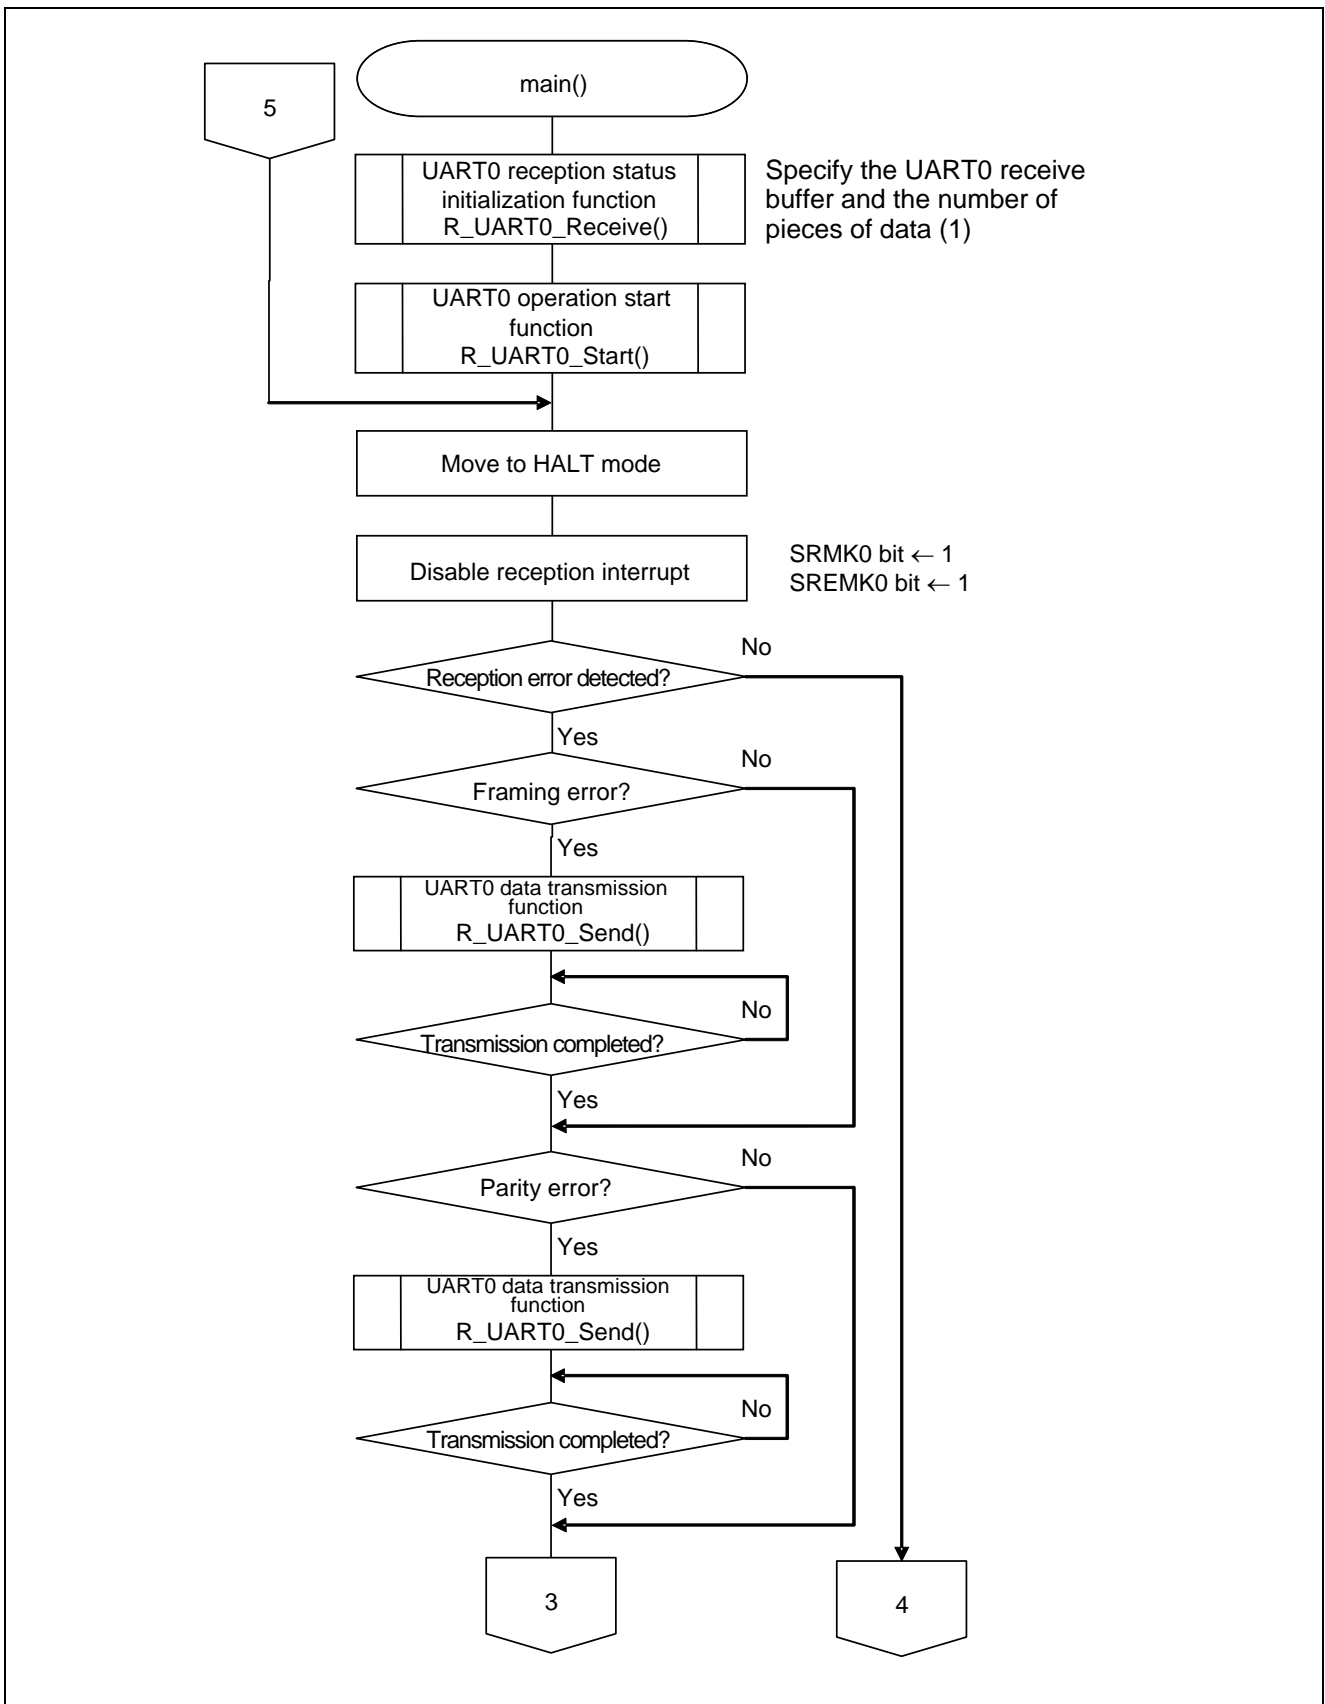 5
main()
UART0 reception status
initialization function
R_UART0_Receive()
Specify the UART0 receive
buffer and the number of
pieces of data (1)
UART0 operation start
function
R_UART0_Start()
Move to HALT mode
Disable reception interrupt
SRMK0 bit ← 1
SREMK0 bit ← 1
Reception error detected?
No
Yes
Framing error?
No
Yes
UART0 data transmission
function
R_UART0_Send()
Transmission completed?
No
Yes
Parity error?
No
Yes
UART0 data transmission
function
R_UART0_Send()
Transmission completed?
No
Yes
3
4